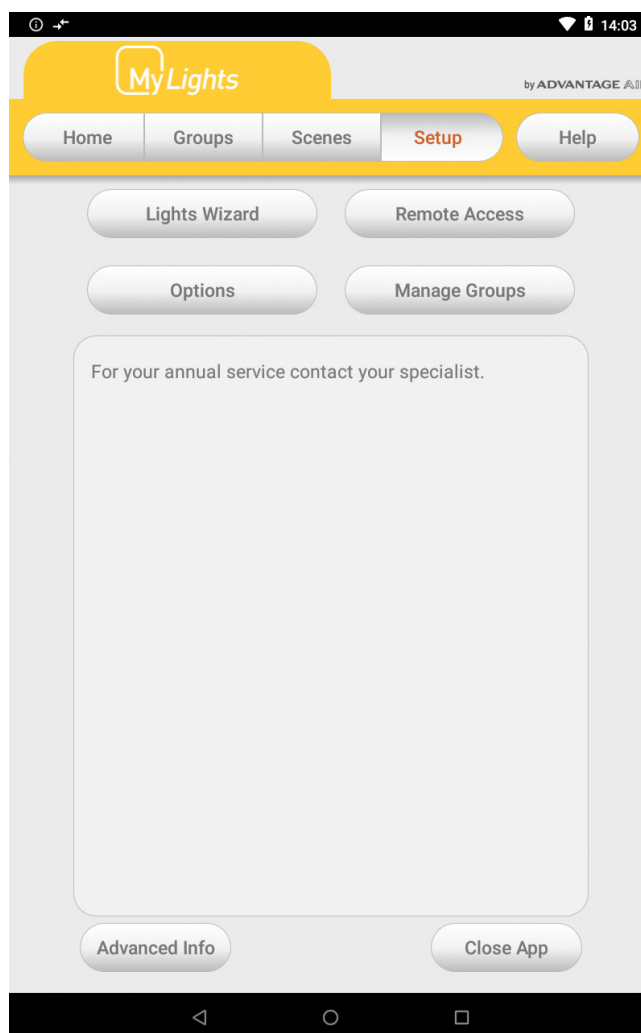 14:03
MyLights
by ADVANTAGE AIR
Home Groups Scenes Setup Help
Lights Wizard Remote Access
Options Manage Groups
For your annual service contact your specialist.
Advanced Info Close App